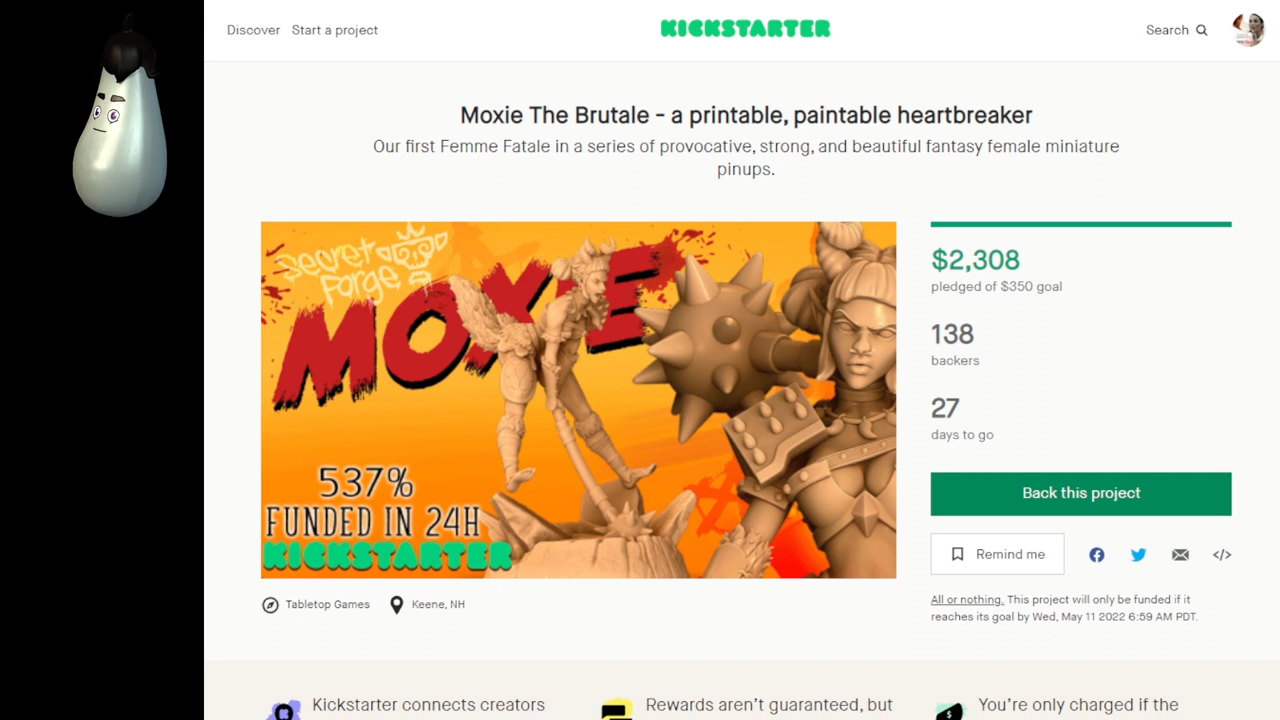 Discover Start a project
KICKSTARTER
Search
Moxie The Brutale - a printable, paintable heartbreaker
Our first Femme Fatale in a series of provocative, strong, and beautiful fantasy female miniature
pinups.
secret
forge
MOXIE
537%
FUNDED IN 24H
KICKSTARTER
$2,308
pledged of $350 goal
138
backers
27
days to go
Back this project
Remind me
All or nothing. This project will only be funded if it
reaches its goal by Wed, May 11 2022 6:59 AM PDT.
Tabletop Games Keene, NH
Kickstarter connects creators
Rewards aren't guaranteed, but
You're only charged if the